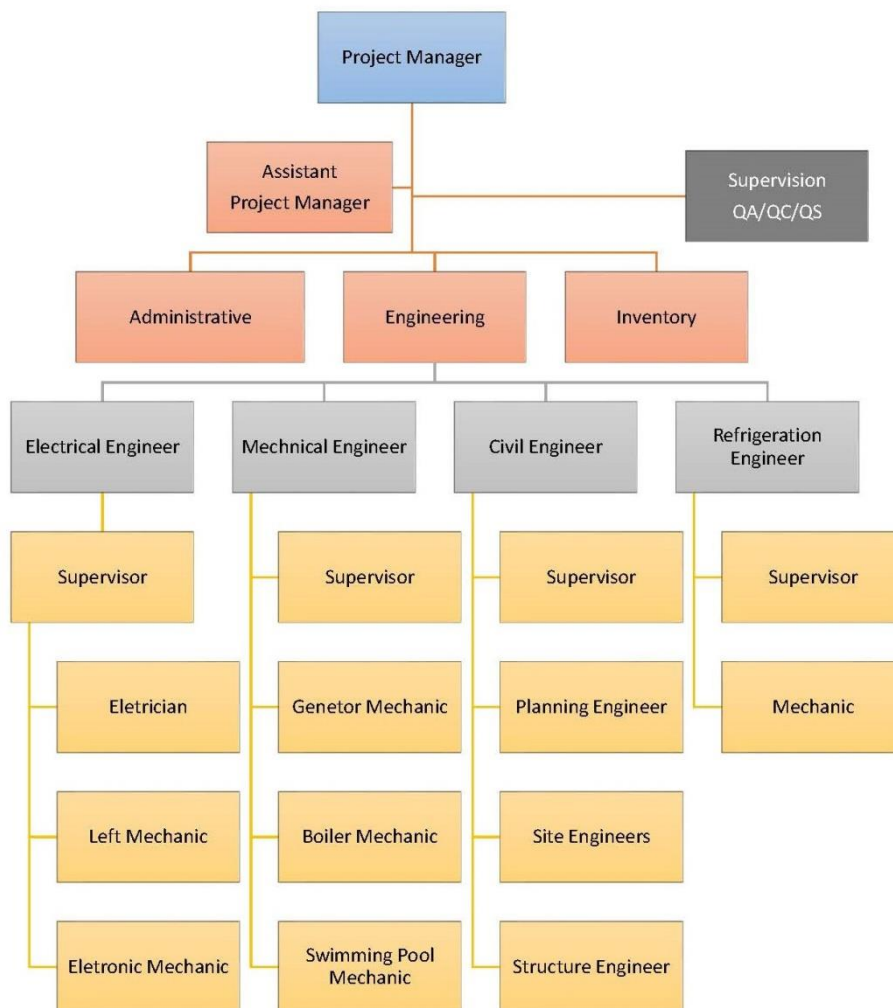 Project Manager
Assistant
Project Manager
Supervision
QA/QC/QS
Administrative
Engineering
Inventory
Electrical Engineer
Mechnical Engineer
Civil Engineer
Refrigeration
Engineer
Supervisor
Supervisor
Supervisor
Supervisor
Eletrician
Genetor Mechanic
Planning Engineer
Mechanic
Left Mechanic
Boiler Mechanic
Site Engineers
Eletronic Mechanic
Swimming Pool
Mechanic
Structure Engineer